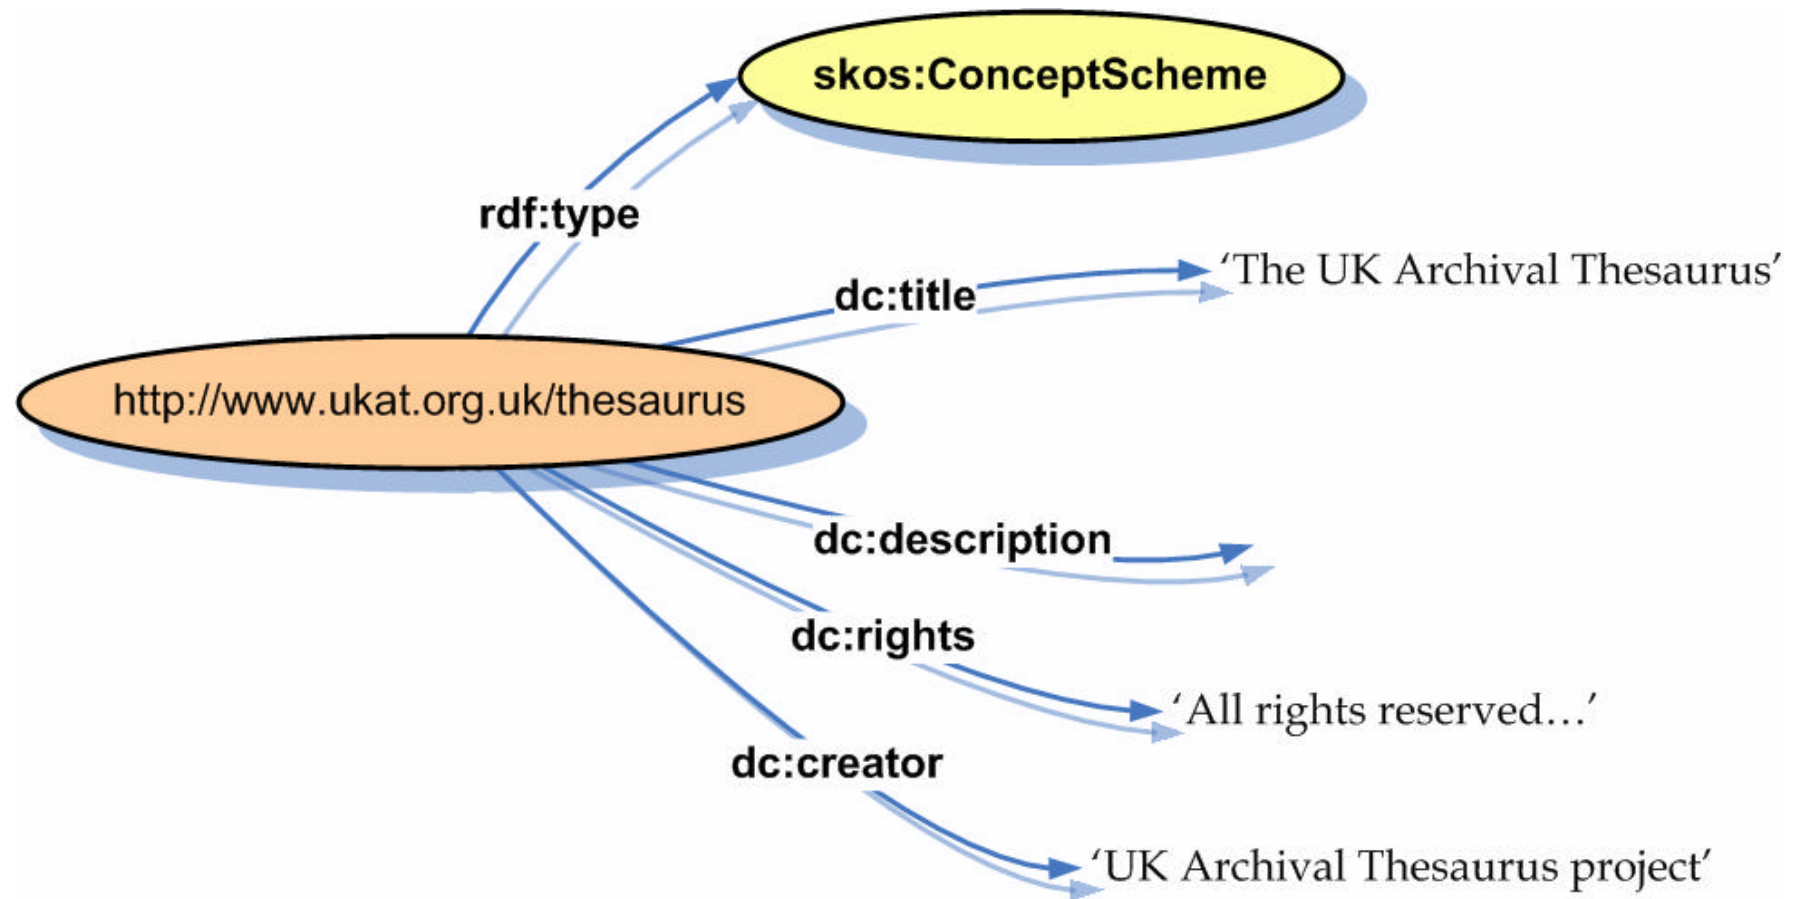 skos:ConceptScheme
rdf:type
‘The UK Archival Thesaurus’
dc:title
http://www.ukat.org.uk/thesaurus
dc:description
dc:rights
‘All rights reserved…’
dc:creator
‘UK Archival Thesaurus project’